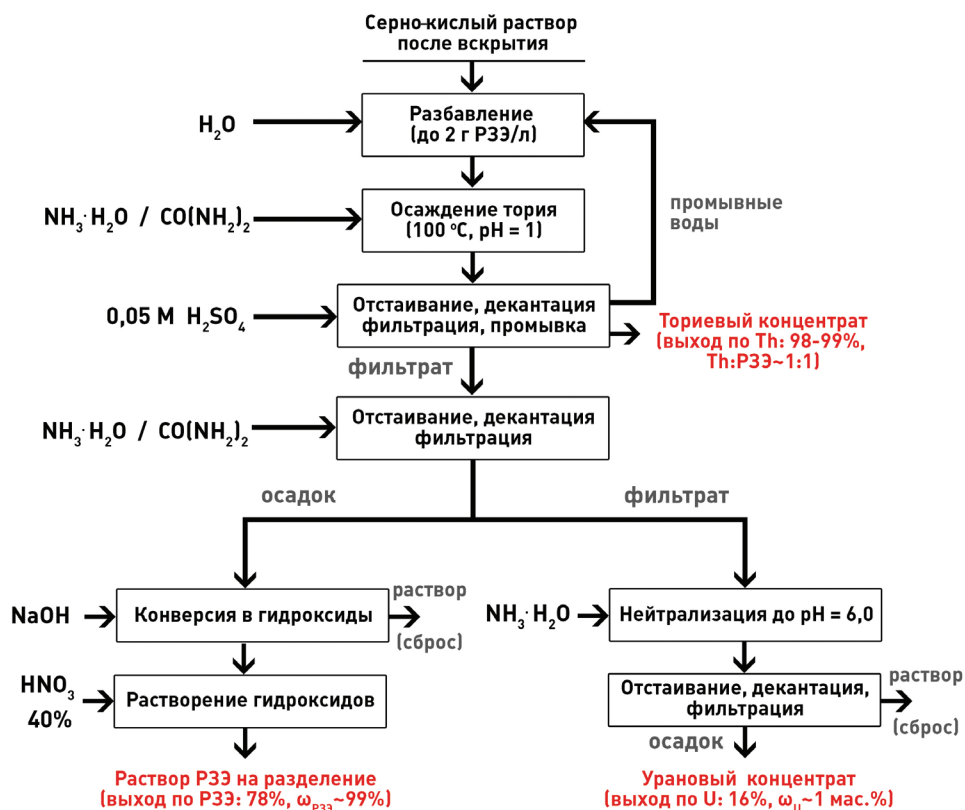 Серно-кислый раствор
после вскрытия
H₂O
Разбавление
(до 2 г РЗЭ/л)
промывные
воды
NH₃·H₂O / CO(NH₂)₂
Осаждение тория
(100 °C, pH = 1)
0,05 М H₂SO₄
Отстаивание, декантация
фильтрация, промывка
Ториевый концентрат
(выход по Th: 98-99%,
Th:РЗЭ~1:1)
фильтрат
NH₃·H₂O / CO(NH₂)₂
Отстаивание, декантация
фильтрация
осадок
фильтрат
NaOH
Конверсия в гидроксиды
раствор
(сброс)
NH₃·H₂O
Нейтрализация до pH = 6,0
HNO₃
40%
Растворение гидроксидов
Отстаивание, декантация,
фильтрация
раствор
(сброс)
осадок
Раствор РЗЭ на разделение
(выход по РЗЭ: 78%, ωРЗЭ~99%)
Урановый концентрат
(выход по U: 16%, ωU~1 мас.%)